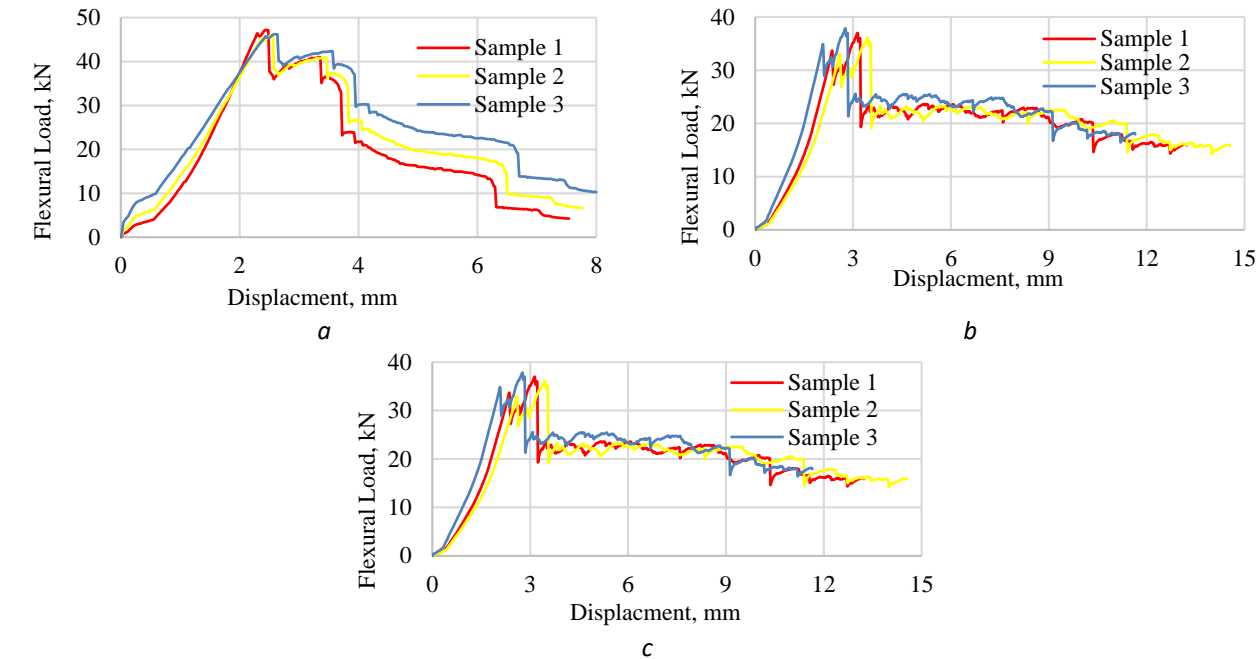 50
40
30
20
10
0
Flexural Load, kN
Sample 1
Sample 2
Sample 3
0 2 4 6 8
Displacment, mm
a
40
30
20
10
0
Flexural Load, kN
Sample 1
Sample 2
Sample 3
0 3 6 9 12 15
Displacment, mm
b
40
30
20
10
0
Flexural Load, kN
Sample 1
Sample 2
Sample 3
0 3 6 9 12 15
Displacment, mm
c